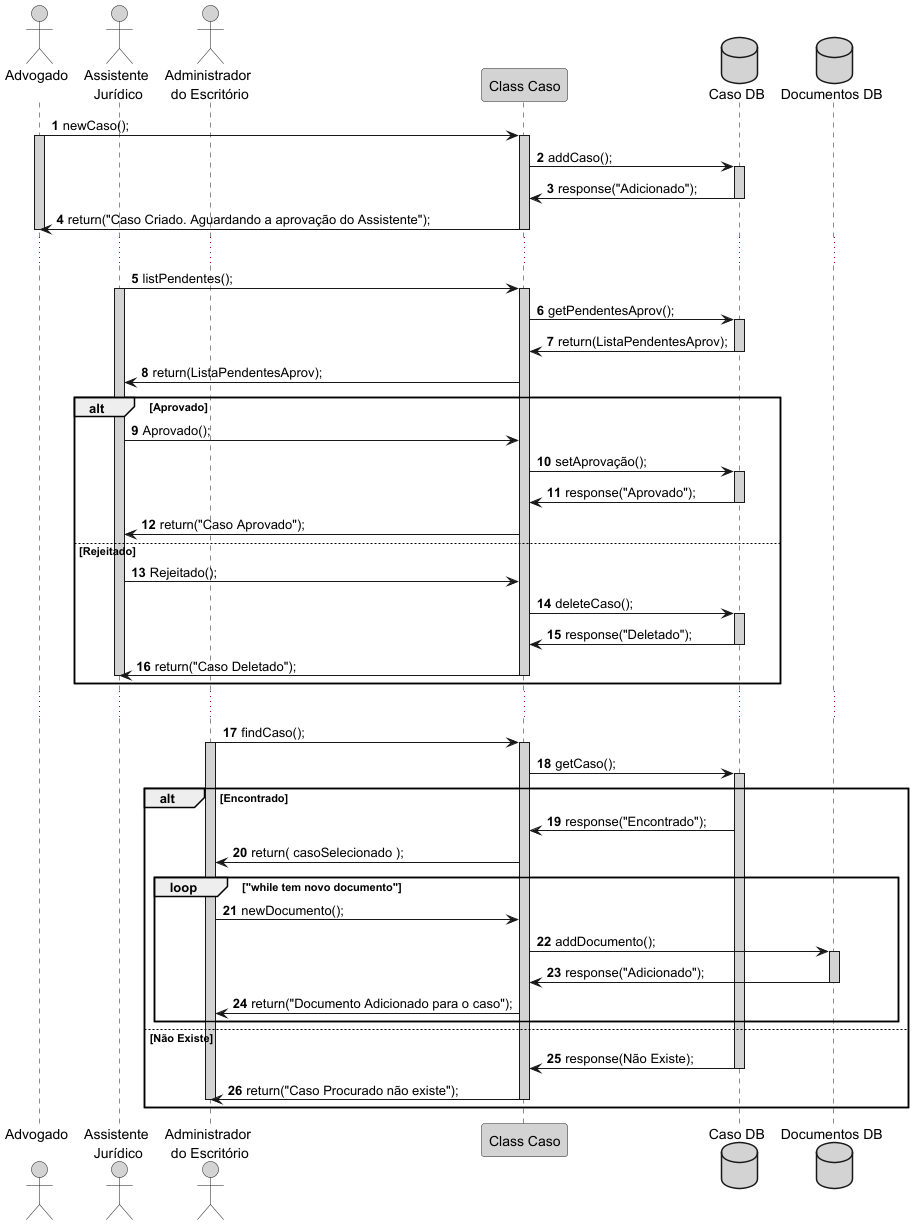 Advogado
Assistente
Jurídico
Administrador
do Escritório
Class Caso
Caso DB
Documentos DB
1 newCaso();
2 addCaso();
3 response("Adicionado");
4 return("Caso Criado. Aguardando a aprovação do Assistente");
5 listPendentes();
6 getPendentesAprov();
7 return(ListaPendentesAprov);
8 return(ListaPendentesAprov);
alt [Aprovado]
9 Aprovado();
10 setAprovação();
11 response("Aprovado");
12 return("Caso Aprovado");
[Rejeitado]
13 Rejeitado();
14 deleteCaso();
15 response("Deletado");
16 return("Caso Deletado");
17 findCaso();
18 getCaso();
alt [Encontrado]
19 response("Encontrado");
20 return( casoSelecionado );
loop ["while tem novo documento"]
21 newDocumento();
22 addDocumento();
23 response("Adicionado");
24 return("Documento Adicionado para o caso");
[Não Existe]
25 response(Não Existe);
26 return("Caso Procurado não existe");
Advogado
Assistente
Jurídico
Administrador
do Escritório
Class Caso
Caso DB
Documentos DB